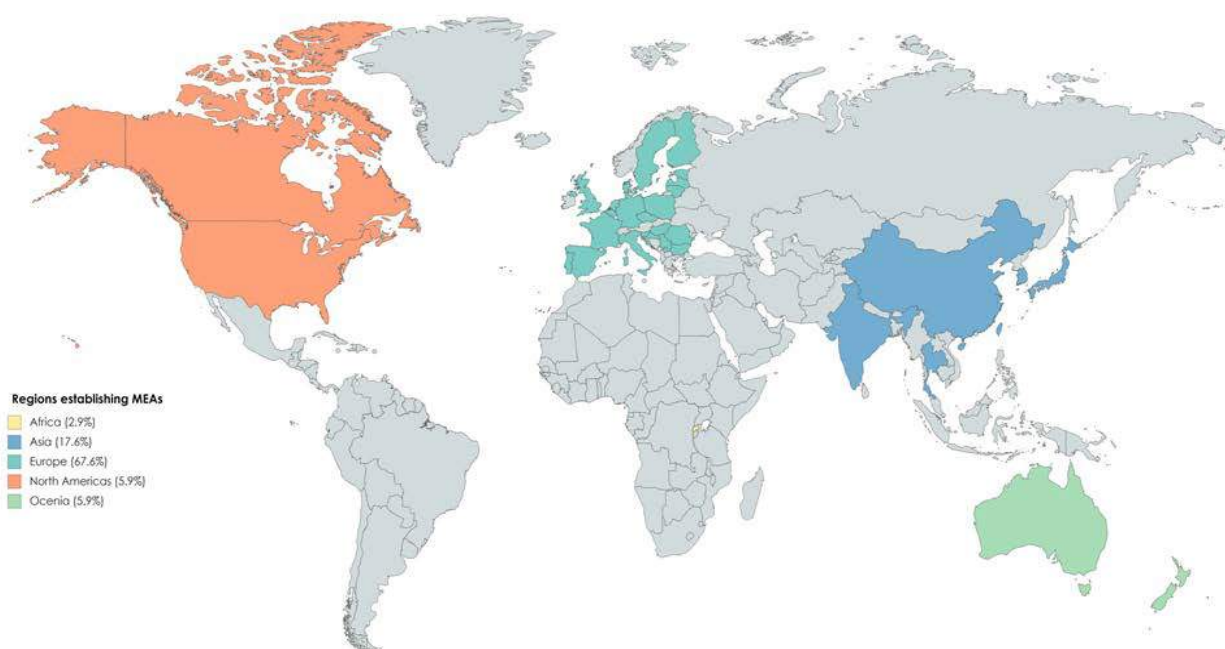 Regions establishing MEAs
Africa (2.9%)
Asia (17.6%)
Europe (67.6%)
North Americas (5.9%)
Ocenia (5.9%)